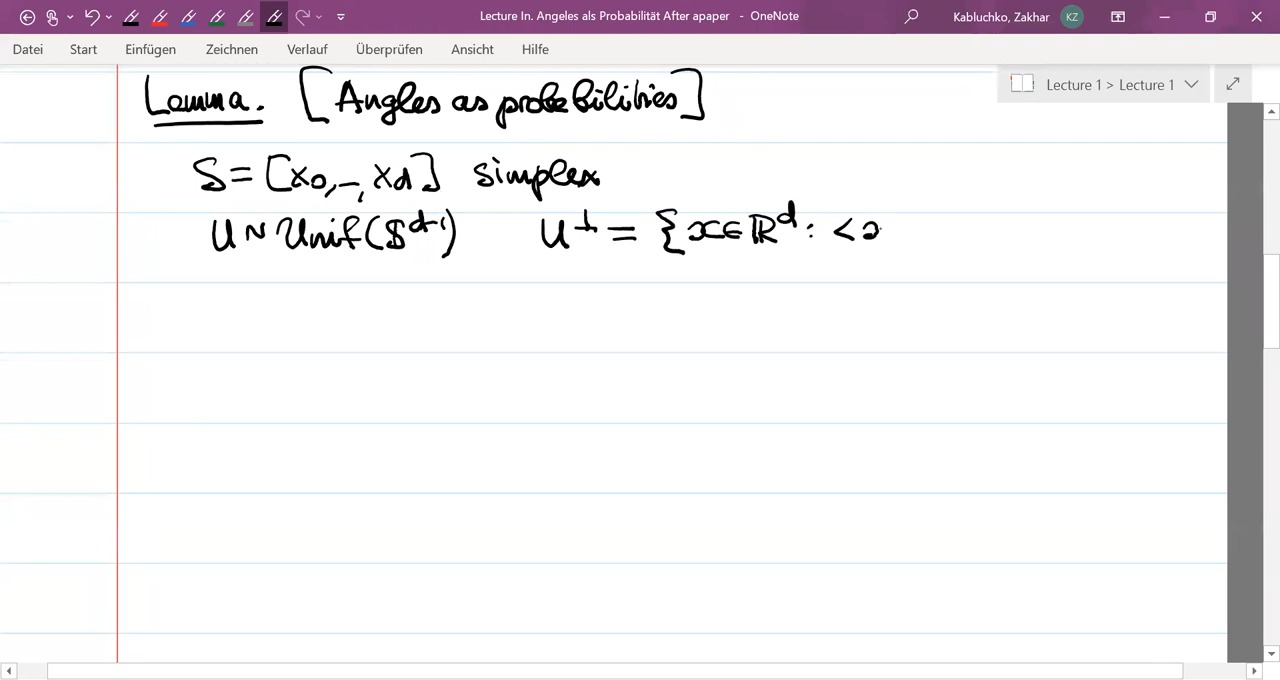 Lecture In. Angeles als Probabilität After apaper - OneNote
Kabluchko, Zakhar KZ
Datei Start Einfügen Zeichnen Verlauf Überprüfen Ansicht Hilfe
Lecture 1 > Lecture 1
Lemma. [Angles as probabilities]
S = [x₀,…,x_d] simplex
U ~ Unif(𝕊^{d-1}) U^⊥ = {x ∈ ℝ^d : <x